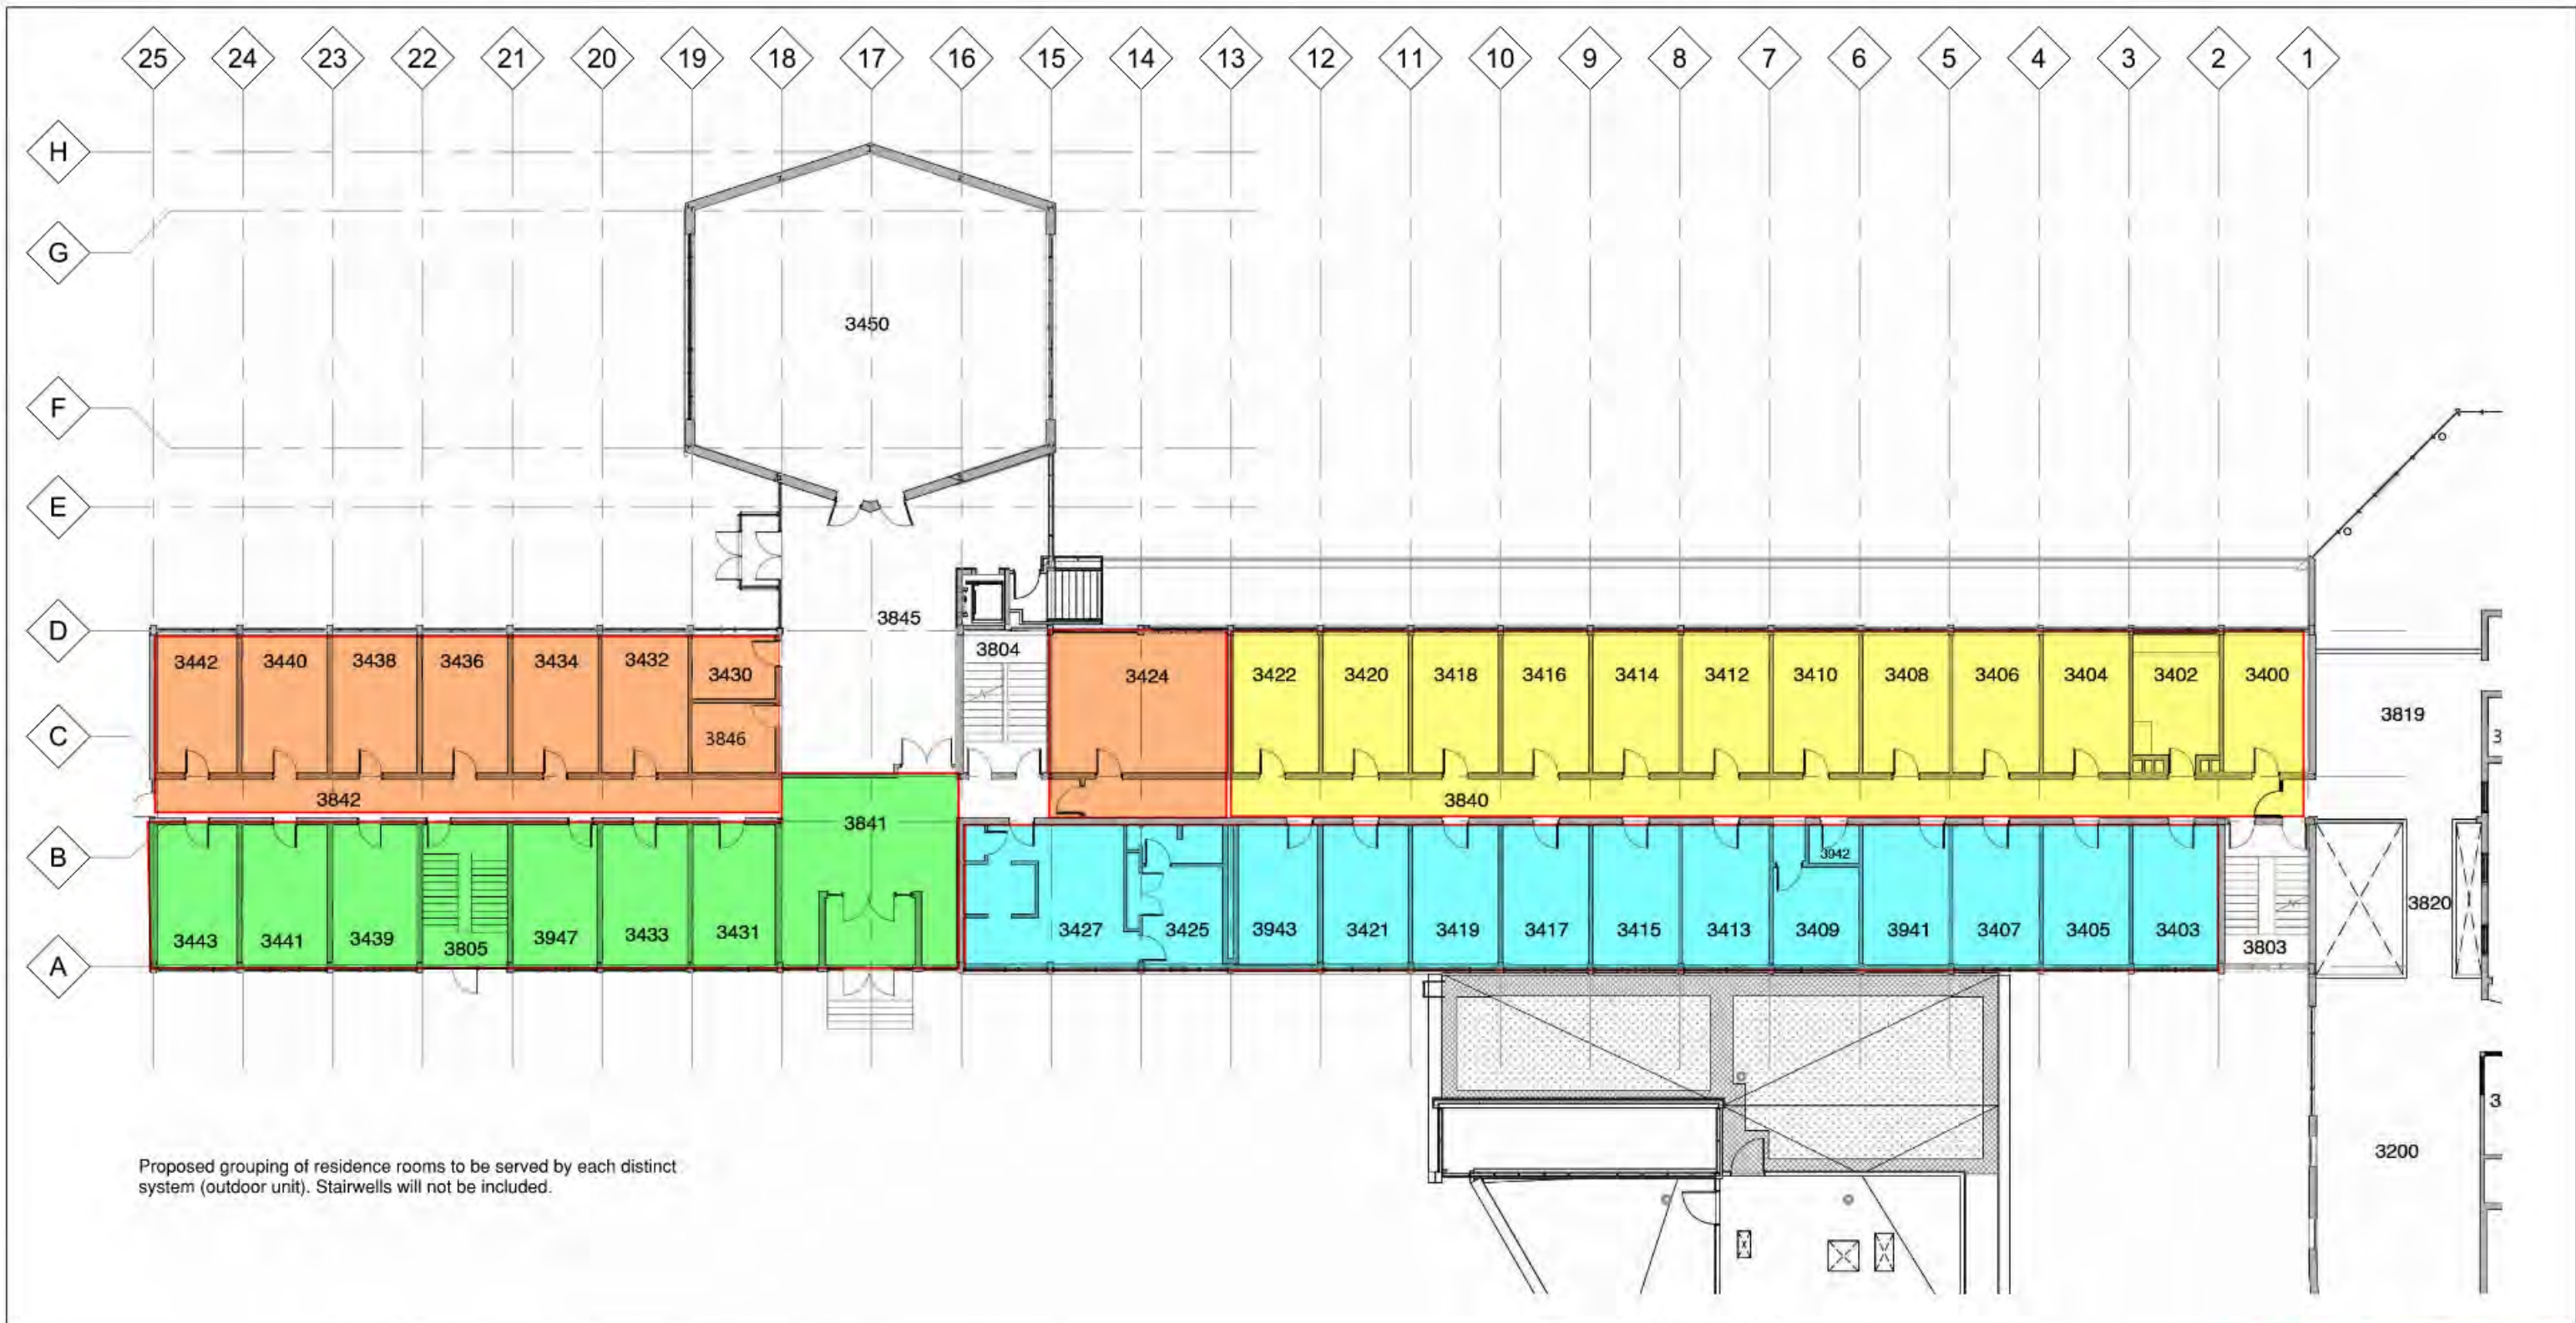 25 24 23 22 21 20 19 18 17 16 15 14 13 12 11 10 9 8 7 6 5 4 3 2 1
H
G
3450
F
E
D
3845
3804
3442 3440 3438 3436 3434 3432 3430 3424 3422 3420 3418 3416 3414 3412 3410 3408 3406 3404 3402 3400
3819
C
3846
3
3842
3840
3841
B
3942
3820
3443 3441 3439 3805 3947 3433 3431 3427 3425 3943 3421 3419 3417 3415 3413 3409 3941 3407 3405 3403
3803
A
3
3200
Proposed grouping of residence rooms to be served by each distinct
system (outdoor unit). Stairwells will not be included.